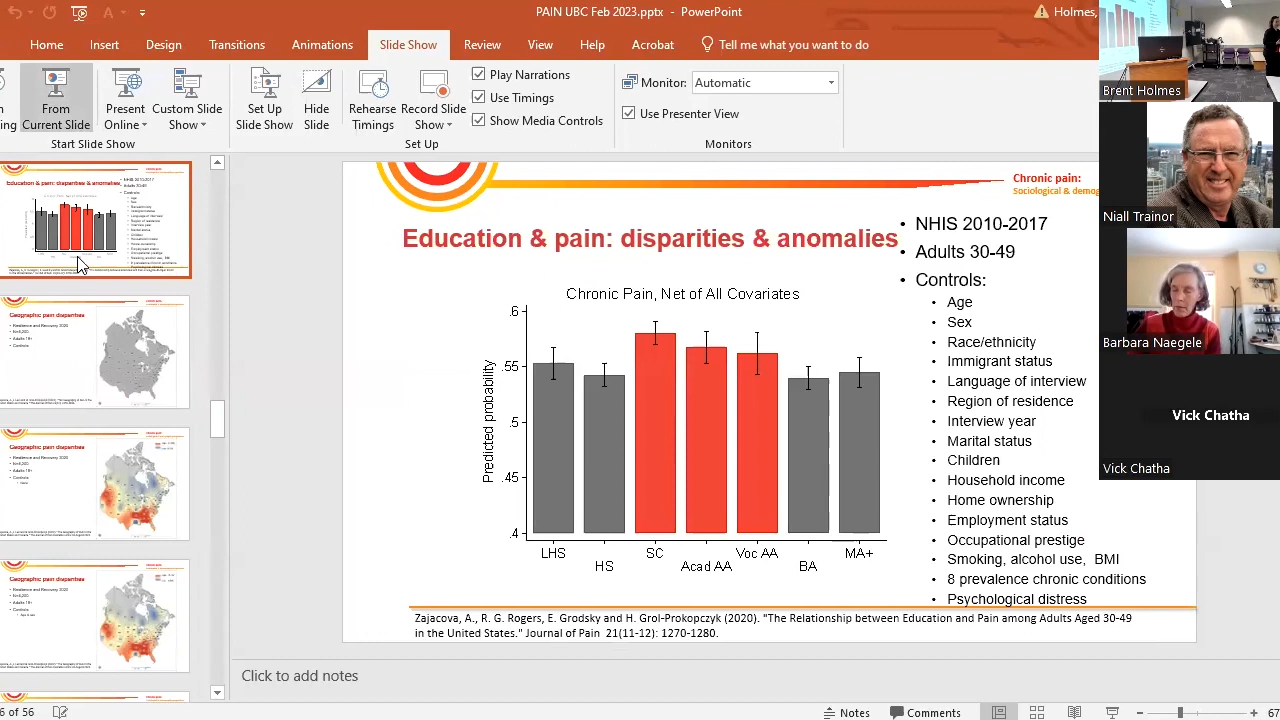 PAIN UBC Feb 2023.pptx - PowerPoint
Holmes,
Home Insert Design Transitions Animations Slide Show Review View Help Acrobat Tell me what you want to do
From Current Slide
Present Online
Custom Slide Show
Set Up Slide Show
Hide Slide
Rehearse Timings
Record Slide Show
Play Narrations
Use Timings
Show Media Controls
Monitor: Automatic
Use Presenter View
Start Slide Show
Set Up
Monitors
Brent Holmes
Niall Trainor
Barbara Naegele
Vick Chatha
Vick Chatha
Education & pain: disparities & anomalies
Geographic pain disparities
Geographic pain disparities
Geographic pain disparities
Chronic pain:
Sociological & demog
Education & pain: disparities & anomalies
• NHIS 2010-2017
• Adults 30-49
• Controls:
• Age
• Sex
• Race/ethnicity
• Immigrant status
• Language of interview
• Region of residence
• Interview year
• Marital status
• Children
• Household income
• Home ownership
• Employment status
• Occupational prestige
• Smoking, alcohol use, BMI
• 8 prevalence chronic conditions
• Psychological distress
Chronic Pain, Net of All Covariates
Predicted Probability
.6
.55
.5
.45
.4
LHS
HS
SC
Acad AA
Voc AA
BA
MA+
Zajacova, A., R. G. Rogers, E. Grodsky and H. Grol-Prokopczyk (2020). "The Relationship between Education and Pain among Adults Aged 30-49
in the United States." Journal of Pain 21(11-12): 1270-1280.
Click to add notes
6 of 56
Notes
Comments
67